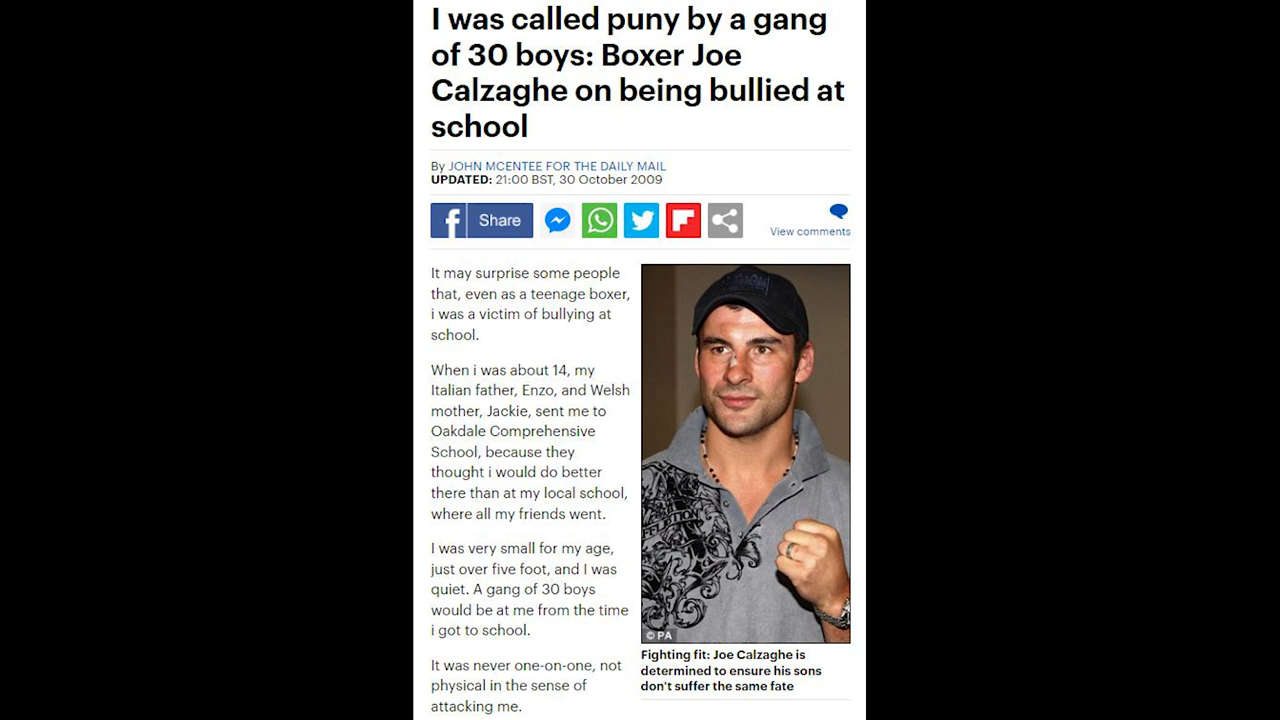 I was called puny by a gang
of 30 boys: Boxer Joe
Calzaghe on being bullied at
school
By JOHN MCENTEE FOR THE DAILY MAIL
UPDATED: 21:00 BST, 30 October 2009
f Share
View comments
It may surprise some people
that, even as a teenage boxer,
i was a victim of bullying at
school.
When i was about 14, my
Italian father, Enzo, and Welsh
mother, Jackie, sent me to
Oakdale Comprehensive
School, because they
thought i would do better
there than at my local school,
where all my friends went.
I was very small for my age,
just over five foot, and I was
quiet. A gang of 30 boys
would be at me from the time
i got to school.
It was never one-on-one, not
physical in the sense of
attacking me.
© PA
Fighting fit: Joe Calzaghe is
determined to ensure his sons
don't suffer the same fate